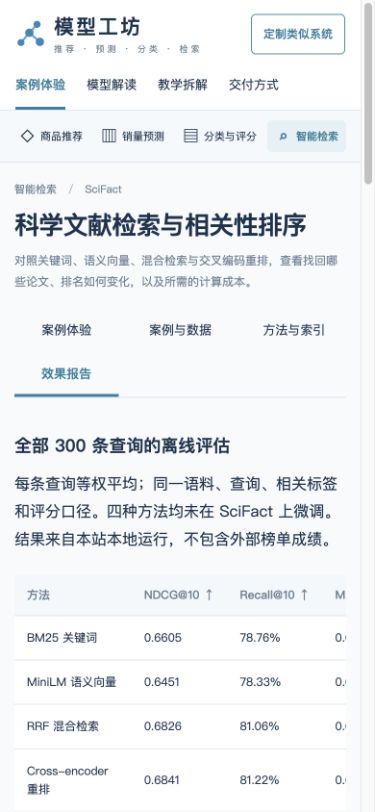 模型工坊
推荐 · 预测 · 分类 · 检索
定制类似系统
案例体验 模型解读 教学拆解 交付方式
商品推荐 销量预测 分类与评分 智能检索
智能检索 / SciFact
科学文献检索与相关性排序
对照关键词、语义向量、混合检索与交叉编码重排，查看找回哪
些论文、排名如何变化，以及所需的计算成本。
案例体验 案例与数据 方法与索引
效果报告
全部 300 条查询的离线评估
每条查询等权平均；同一语料、查询、相关标签
和评分口径。四种方法均未在 SciFact 上微调。
结果来自本站本地运行，不包含外部榜单成绩。
方法 NDCG@10 ↑ Recall@10 ↑ M
BM25 关键词 0.6605 78.76% 0.
MiniLM 语义向量 0.6451 78.33% 0.
RRF 混合检索 0.6826 81.06% 0.
Cross-encoder
重排 0.6841 81.22% 0.